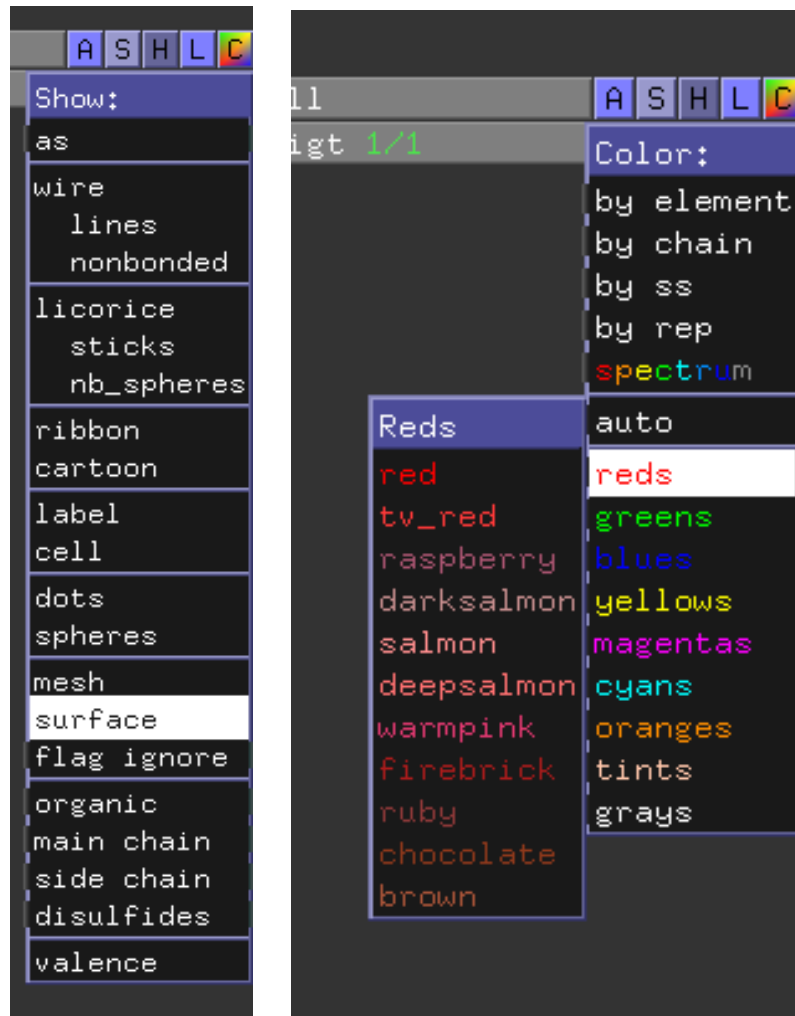 A S H L C
Show:
as
wire
lines
nonbonded
licorice
sticks
nb_spheres
ribbon
cartoon
label
cell
dots
spheres
mesh
surface
flag ignore
organic
main chain
side chain
disulfides
valence
ll A S H L C
igt 1/1
Color:
by element
by chain
by ss
by rep
spectrum
auto
reds
greens
blues
yellows
magentas
cyans
oranges
tints
grays
Reds
red
tv_red
raspberry
darksalmon
salmon
deepsalmon
warmpink
firebrick
ruby
chocolate
brown